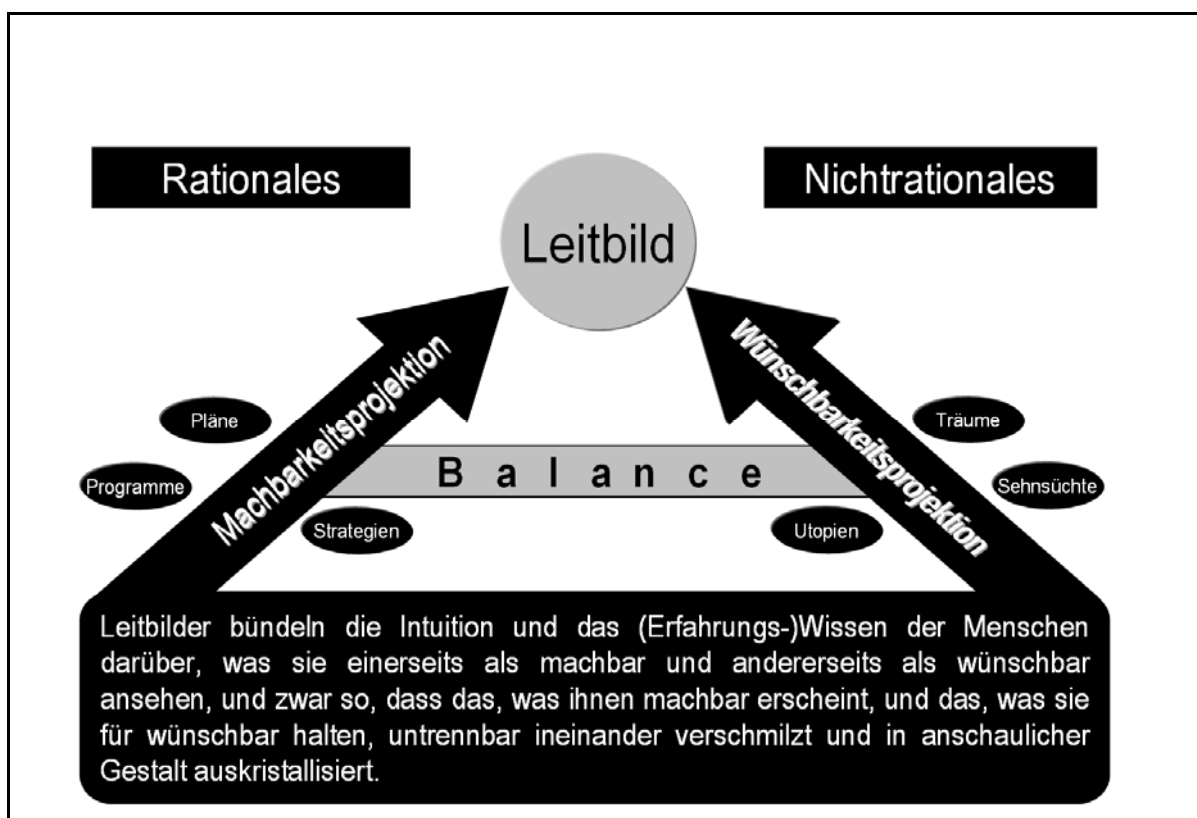 Rationales
Nichtrationales
Leitbild
Machbarkeitsprojektion
Wünschbarkeitsprojektion
Pläne
Träume
Programme
Balance
Sehnsüchte
Strategien
Utopien
Leitbilder bündeln die Intuition und das (Erfahrungs-)Wissen der Menschen
darüber, was sie einerseits als machbar und andererseits als wünschbar
ansehen, und zwar so, dass das, was ihnen machbar erscheint, und das, was sie
für wünschbar halten, untrennbar ineinander verschmilzt und in anschaulicher
Gestalt auskristallisiert.